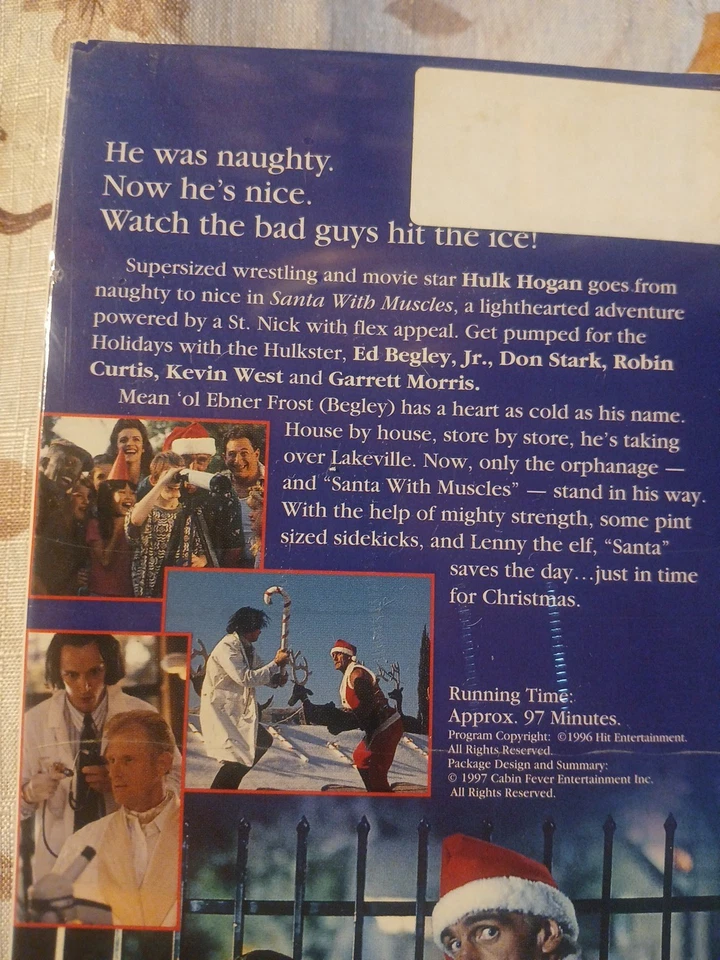 He was naughty.
Now he's nice.
Watch the bad guys hit the ice!
Supersized wrestling and movie star Hulk Hogan goes from
naughty to nice in Santa With Muscles, a lighthearted adventure
powered by a St. Nick with flex appeal. Get pumped for the
Holidays with the Hulkster, Ed Begley, Jr., Don Stark, Robin
Curtis, Kevin West and Garrett Morris.
Mean 'ol Ebner Frost (Begley) has a heart as cold as his name.
House by house, store by store, he's taking
over Lakeville. Now, only the orphanage —
and “Santa With Muscles” — stand in his way.
With the help of mighty strength, some pint
sized sidekicks, and Lenny the elf, “Santa”
saves the day...just in time
for Christmas.
Running Time:
Approx. 97 Minutes.
Program Copyright: ©1996 Hit Entertainment.
All Rights Reserved.
Package Design and Summary:
© 1997 Cabin Fever Entertainment Inc.
All Rights Reserved.